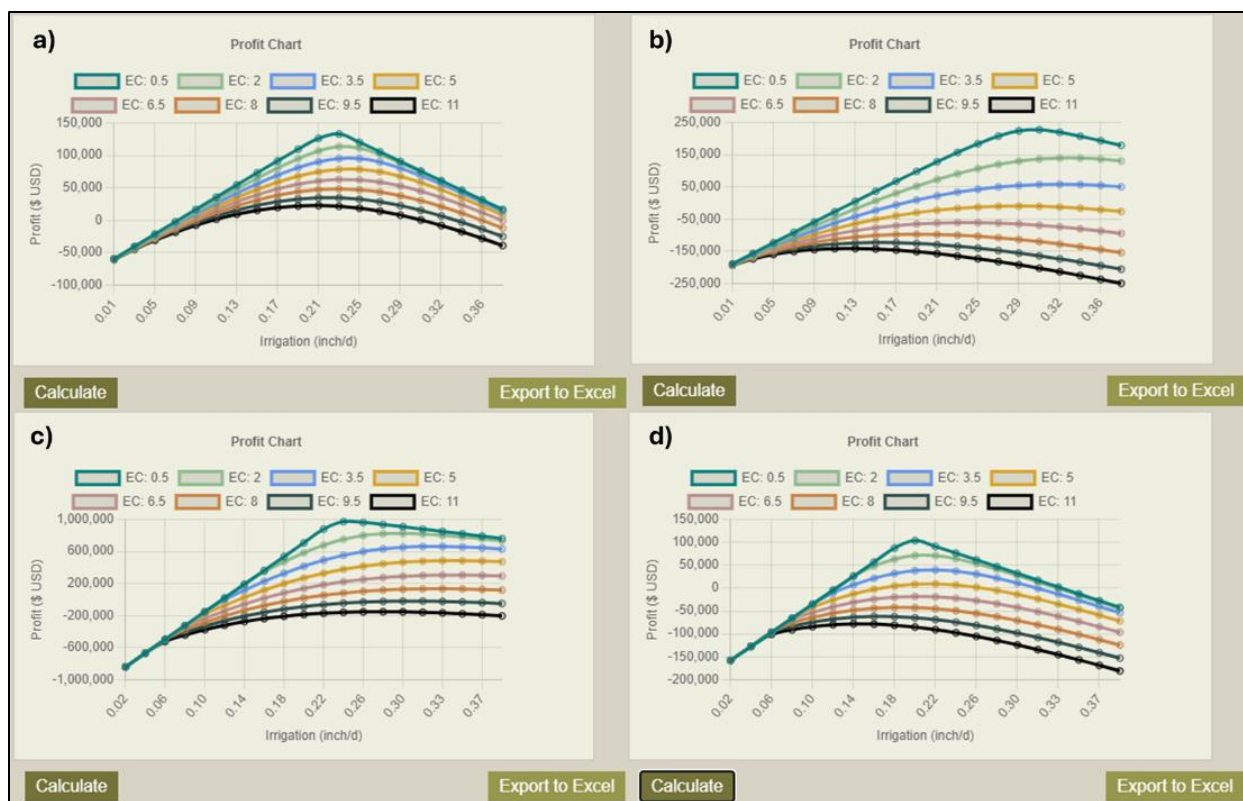 a)
Profit Chart
EC: 0.5 EC: 2 EC: 3.5 EC: 5
EC: 6.5 EC: 8 EC: 9.5 EC: 11
150,000
100,000
50,000
0
-50,000
-100,000
Profit ($ USD)
0.01 0.05 0.09 0.13 0.17 0.21 0.25 0.29 0.32 0.36
Irrigation (inch/d)
Calculate Export to Excel
b)
Profit Chart
EC: 0.5 EC: 2 EC: 3.5 EC: 5
EC: 6.5 EC: 8 EC: 9.5 EC: 11
250,000
150,000
50,000
-50,000
-150,000
-250,000
Profit ($ USD)
0.01 0.05 0.09 0.13 0.17 0.21 0.25 0.29 0.32 0.36
Irrigation (inch/d)
Calculate Export to Excel
c)
Profit Chart
EC: 0.5 EC: 2 EC: 3.5 EC: 5
EC: 6.5 EC: 8 EC: 9.5 EC: 11
1,000,000
600,000
200,000
-200,000
-600,000
-1,000,000
Profit ($ USD)
0.02 0.06 0.10 0.14 0.18 0.22 0.26 0.30 0.33 0.37
Irrigation (inch/d)
Calculate Export to Excel
d)
Profit Chart
EC: 0.5 EC: 2 EC: 3.5 EC: 5
EC: 6.5 EC: 8 EC: 9.5 EC: 11
150,000
100,000
50,000
0
-50,000
-100,000
-150,000
-200,000
Profit ($ USD)
0.02 0.06 0.10 0.14 0.18 0.22 0.26 0.30 0.33 0.37
Irrigation (inch/d)
Calculate Export to Excel